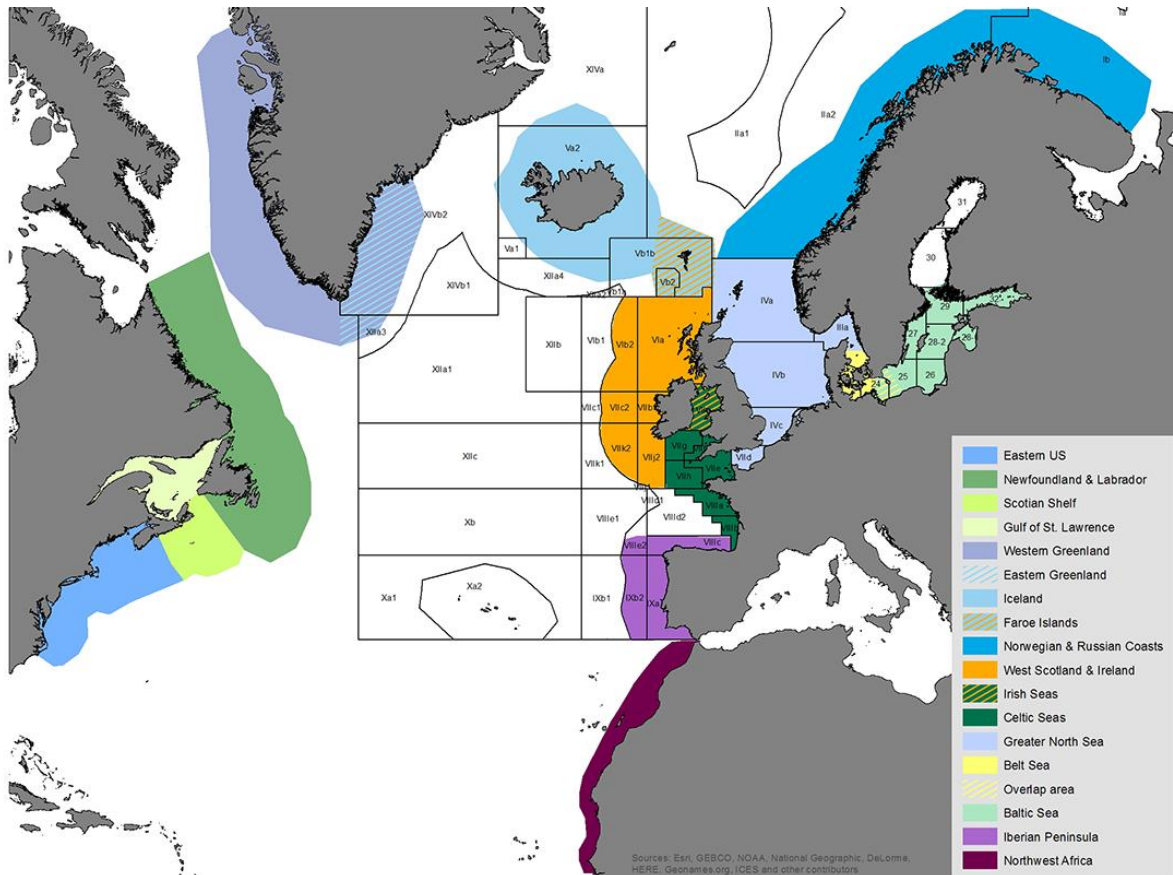 Ia
Ib
XIVa
IIa2
IIa1
Va2
31
XIVb2
30
Va1
Vb1b
XIIa4
Vb2
XIVb1
IVa
29
32
XIIa3
IIIa
27
28-2
XIIb
VIb1
VIb2
VIa
XIIa1
IVb
24
25
26
VIIc1
VIIc2
IVc
XIIc
VIIk1
VIIk2
VIIj2
VIIg
VIIe
VIId
VIIh
VIIIa
Xb
VIIIe1
VIIId2
VIIIb
VIIIe2
VIIIc
Xa1
Xa2
IXb1
IXb2
IXa
Eastern US
Newfoundland & Labrador
Scotian Shelf
Gulf of St. Lawrence
Western Greenland
Eastern Greenland
Iceland
Faroe Islands
Norwegian & Russian Coasts
West Scotland & Ireland
Irish Seas
Celtic Seas
Greater North Sea
Belt Sea
Overlap area
Baltic Sea
Iberian Peninsula
Northwest Africa
Sources: Esri, GEBCO, NOAA, National Geographic, DeLorme,
HERE, Geonames.org, ICES and other contributors